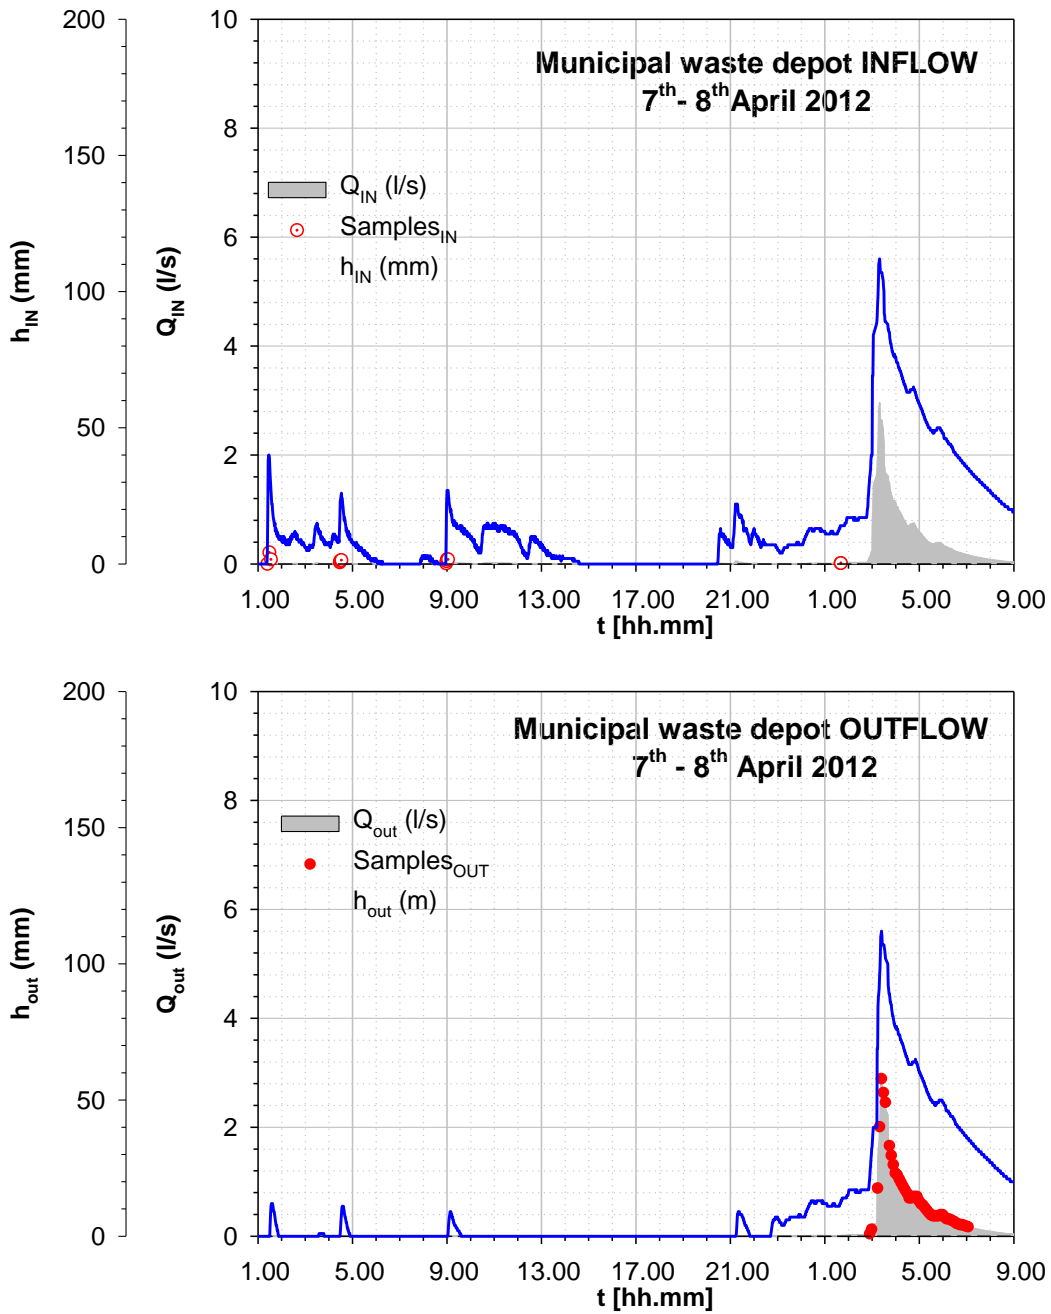 Municipal waste depot INFLOW
7th- 8th April 2012
200
150
100
50
0
h_IN (mm)
10
8
6
4
2
0
Q_IN (l/s)
Q_IN (l/s)
Samples_IN
h_IN (mm)
1.00 5.00 9.00 13.00 17.00 21.00 1.00 5.00 9.00
t [hh.mm]
Municipal waste depot OUTFLOW
7th - 8th April 2012
200
150
100
50
0
h_out (mm)
10
8
6
4
2
0
Q_out (l/s)
Q_out (l/s)
Samples_OUT
h_out (m)
1.00 5.00 9.00 13.00 17.00 21.00 1.00 5.00 9.00
t [hh.mm]